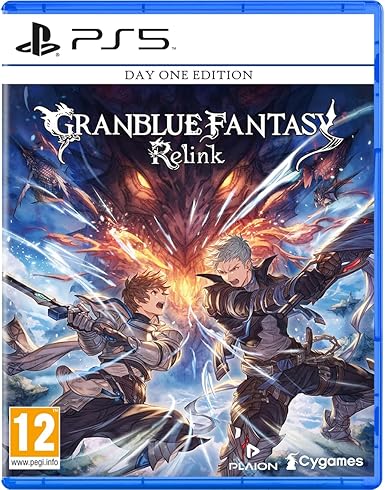 PS5
DAY ONE EDITION
GRANBLUE FANTASY
Relink
12
www.pegi.info
PLAION
Cygames